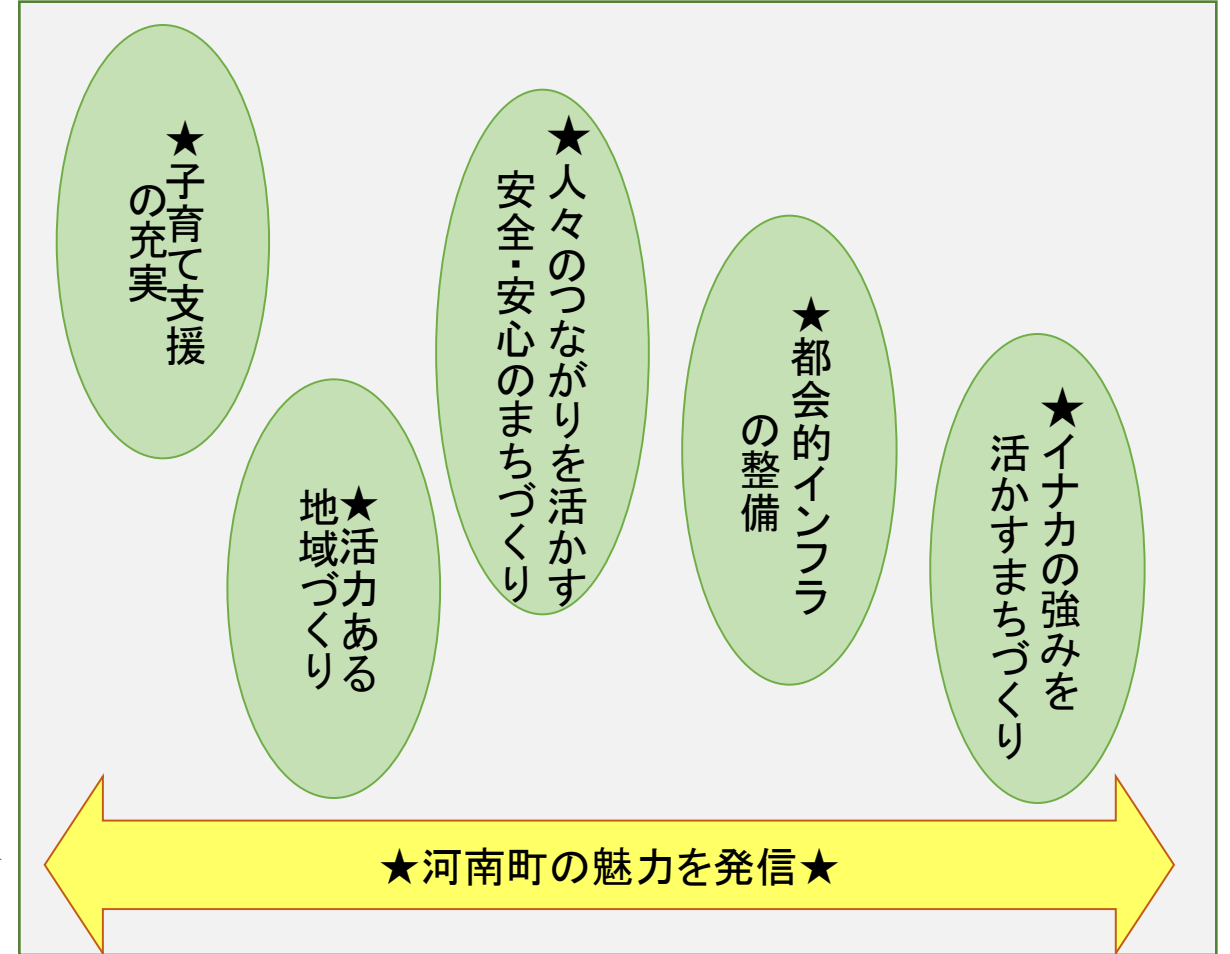 ★イナカの強みを
活かすまちづくり
★都会的インフラ
の整備
★人々のつながりを活かす
安全・安心のまちづくり
★活力ある
地域づくり
★子育て支援
の充実
★河南町の魅力を発信★